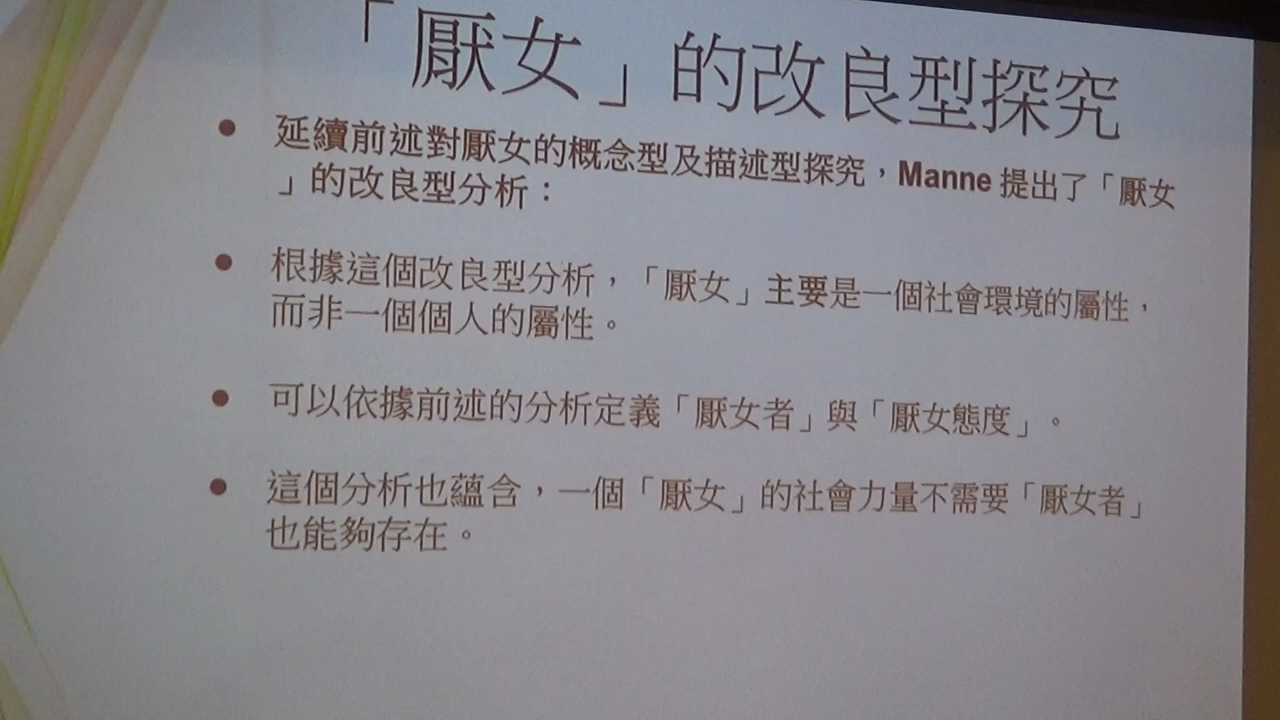 「厭女」的改良型探究
延續前述對厭女的概念型及描述型探究，Manne 提出了「厭女
」的改良型分析：
根據這個改良型分析，「厭女」主要是一個社會環境的屬性，
而非一個個人的屬性。
可以依據前述的分析定義「厭女者」與「厭女態度」。
這個分析也蘊含，一個「厭女」的社會力量不需要「厭女者」
也能夠存在。